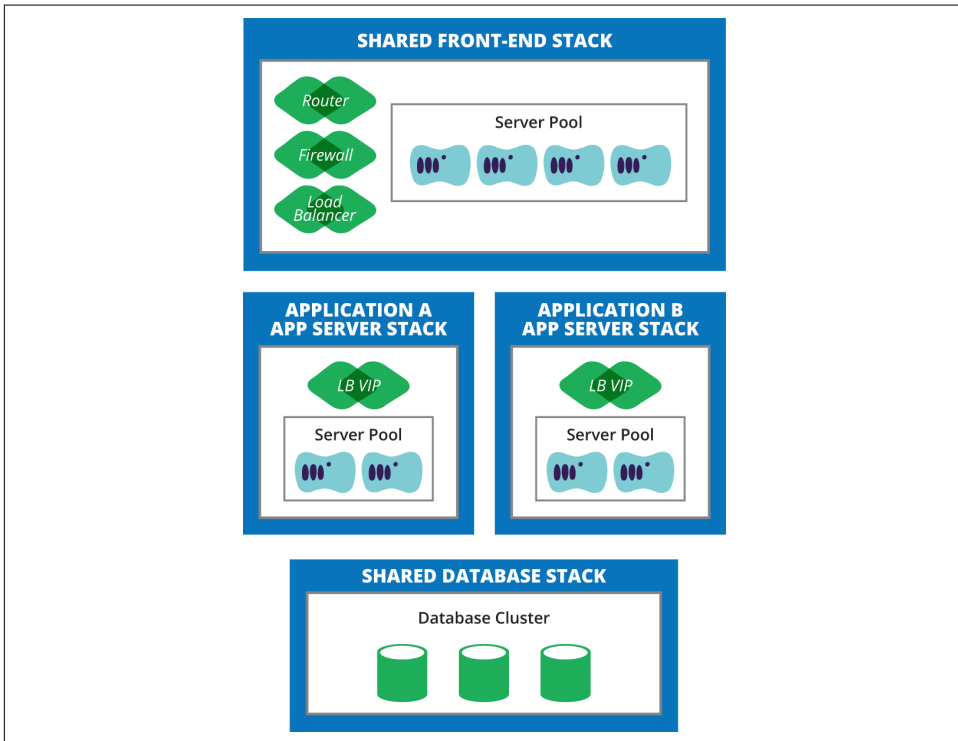 SHARED FRONT-END STACK
Router
Firewall
Load
Balancer
Server Pool
APPLICATION A
APP SERVER STACK
LB VIP
Server Pool
APPLICATION B
APP SERVER STACK
LB VIP
Server Pool
SHARED DATABASE STACK
Database Cluster